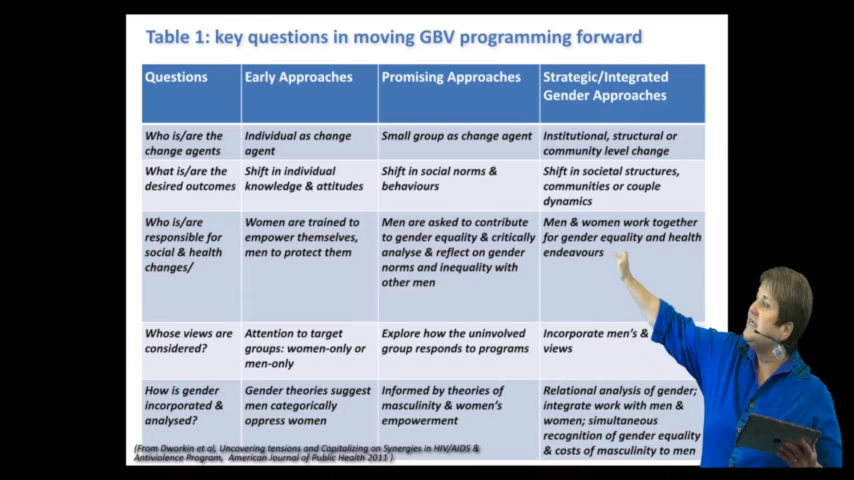 Table 1: key questions in moving GBV programming forward
Questions
Early Approaches
Promising Approaches
Strategic/Integrated
Gender Approaches
Who is/are the
change agents
Individual as change
agent
Small group as change agent
Institutional, structural or
community level change
What is/are the
desired outcomes
Shift in individual
knowledge & attitudes
Shift in social norms &
behaviours
Shift in societal structures,
communities or couple
dynamics
Who is/are
responsible for
social & health
changes/
Women are trained to
empower themselves,
men to protect them
Men are asked to contribute
to gender equality & critically
analyse & reflect on gender
norms and inequality with
other men
Men & women work together
for gender equality and health
endeavours
Whose views are
considered?
Attention to target
groups: women-only or
men-only
Explore how the uninvolved
group responds to programs
Incorporate men's &
views
How is gender
incorporated &
analysed?
Gender theories suggest
men categorically
oppress women
Informed by theories of
masculinity & women's
empowerment
Relational analysis of gender;
integrate work with men &
women; simultaneous
recognition of gender equality
& costs of masculinity to men
(From Dworkin et al, Uncovering tensions and Capitalizing on Synergies in HIV/AIDS &
Antiviolence Program, American Journal of Public Health 2011 )